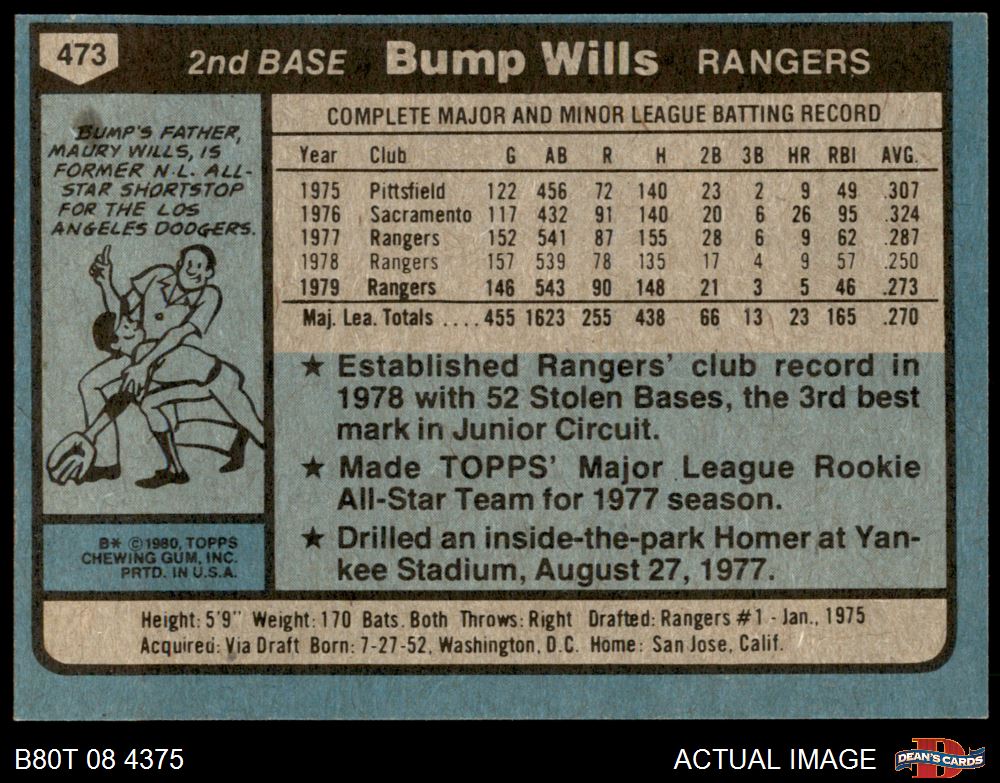 473
2nd BASE Bump Wills RANGERS
BUMP'S FATHER,
MAURY WILLS, IS
FORMER N.L. ALL-
STAR SHORTSTOP
FOR THE LOS
ANGELES DODGERS.
B* ©1980, TOPPS
CHEWING GUM, INC.
PRTD. IN U.S.A.
COMPLETE MAJOR AND MINOR LEAGUE BATTING RECORD
Year Club G AB R H 2B 3B HR RBI AVG.
1975 Pittsfield 122 456 72 140 23 2 9 49 .307
1976 Sacramento 117 432 91 140 20 6 26 95 .324
1977 Rangers 152 541 87 155 28 6 9 62 .287
1978 Rangers 157 539 78 135 17 4 9 57 .250
1979 Rangers 146 543 90 148 21 3 5 46 .273
Maj. Lea. Totals .... 455 1623 255 438 66 13 23 165 .270
★ Established Rangers' club record in
1978 with 52 Stolen Bases, the 3rd best
mark in Junior Circuit.
★ Made TOPPS' Major League Rookie
All-Star Team for 1977 season.
★ Drilled an inside-the-park Homer at Yan-
kee Stadium, August 27, 1977.
Height: 5'9" Weight: 170 Bats: Both Throws: Right Drafted: Rangers #1 - Jan., 1975
Acquired: Via Draft Born: 7-27-52, Washington, D.C. Home: San Jose, Calif.
B80T 08 4375
ACTUAL IMAGE
D
DEAN'S CARDS